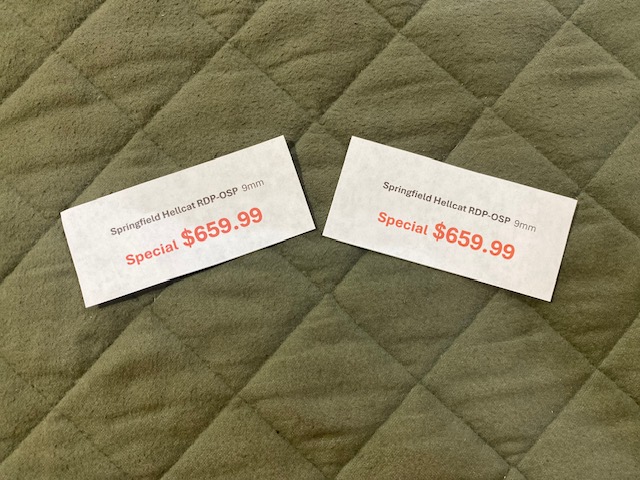 Springfield Hellcat RDP-OSP 9mm
Special $659.99
Springfield Hellcat RDP-OSP 9mm
Special $659.99